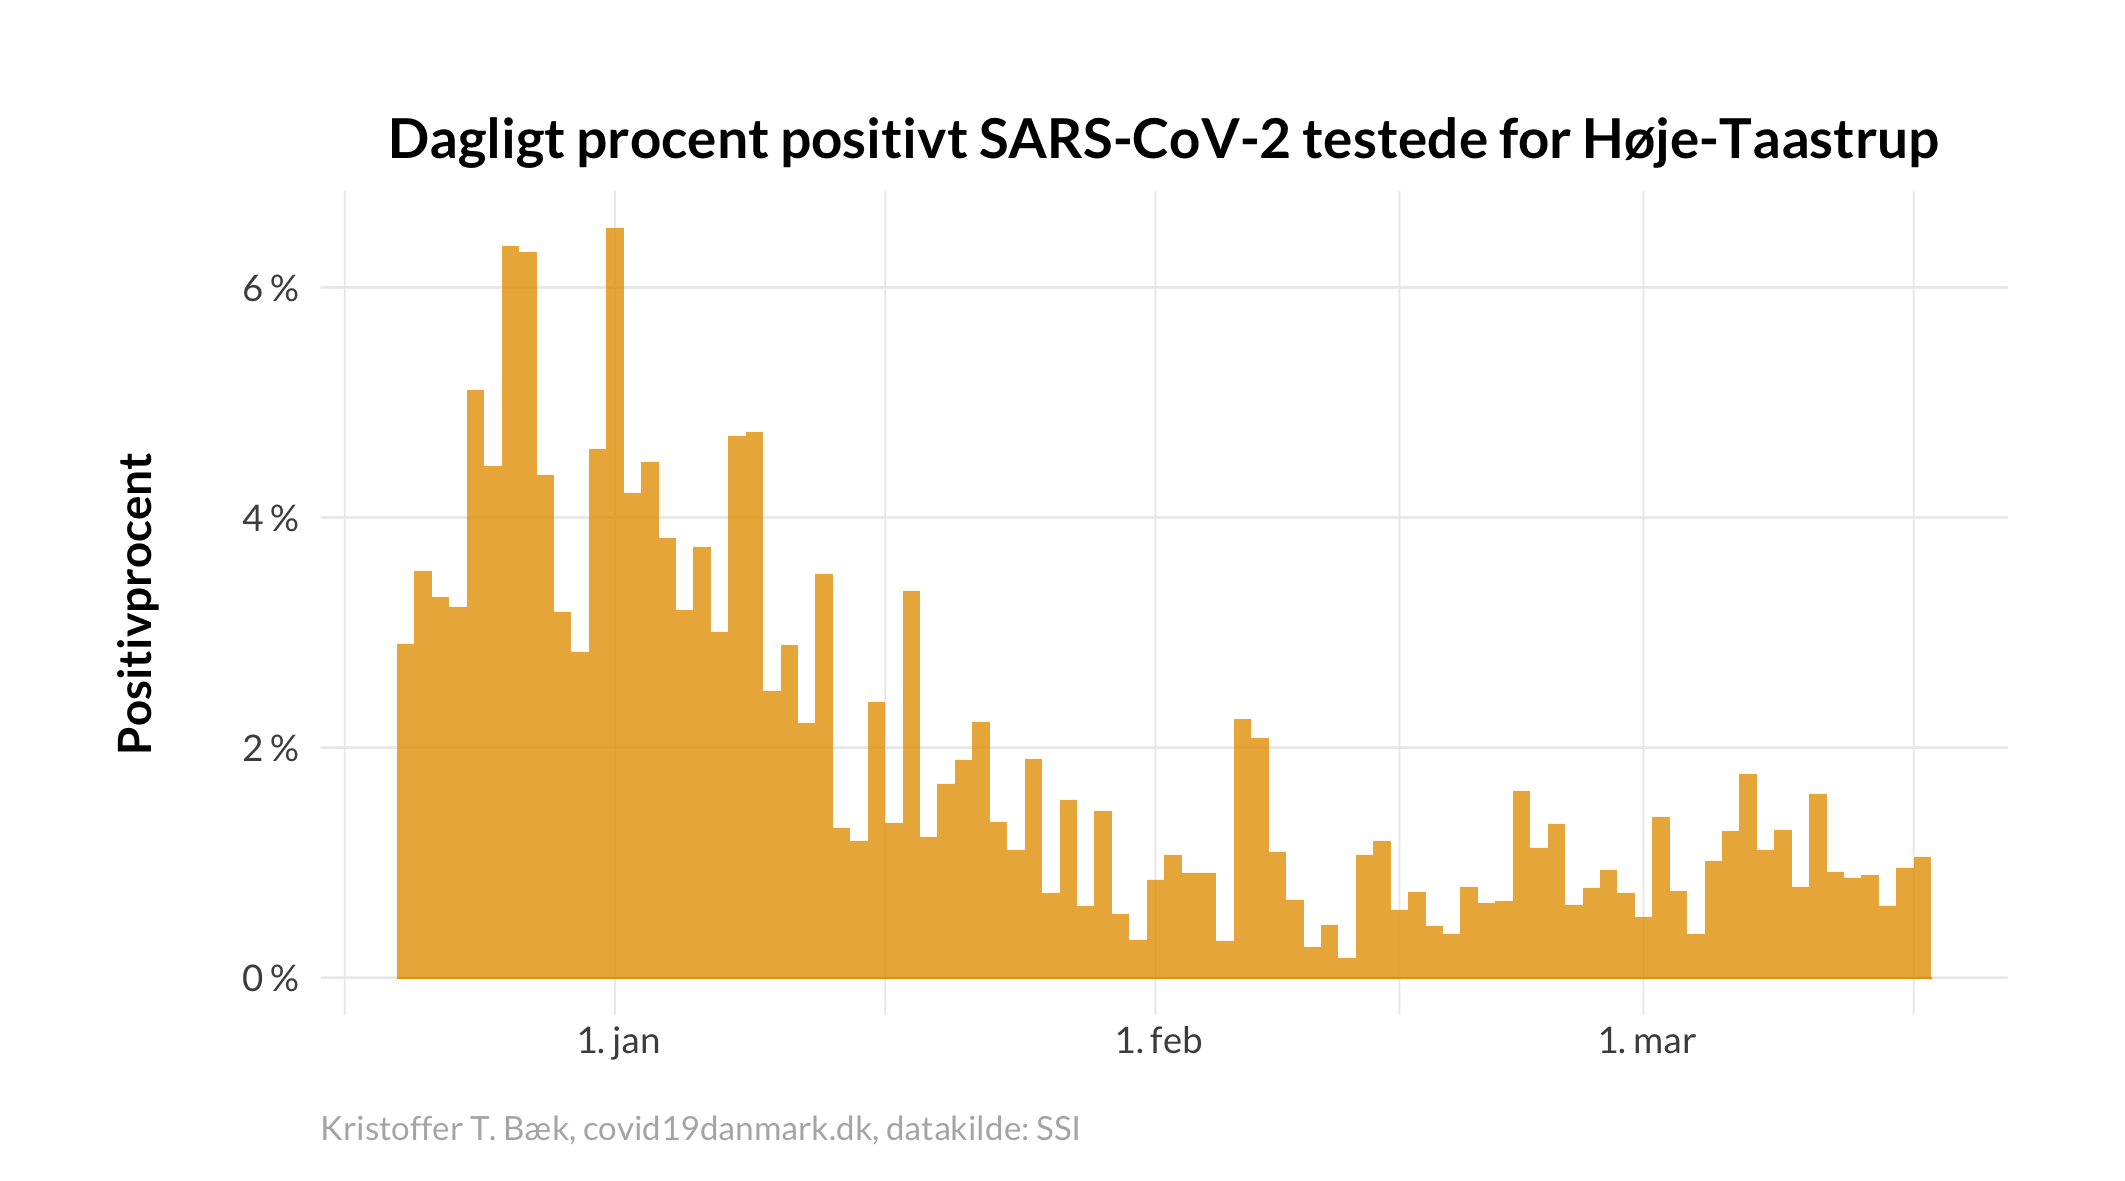 Dagligt procent positivt SARS-CoV-2 testede for Høje-Taastrup
Positivprocent
6 %
4 %
2 %
0 %
1. jan
1. feb
1. mar
Kristoffer T. Bæk, covid19danmark.dk, datakilde: SSI